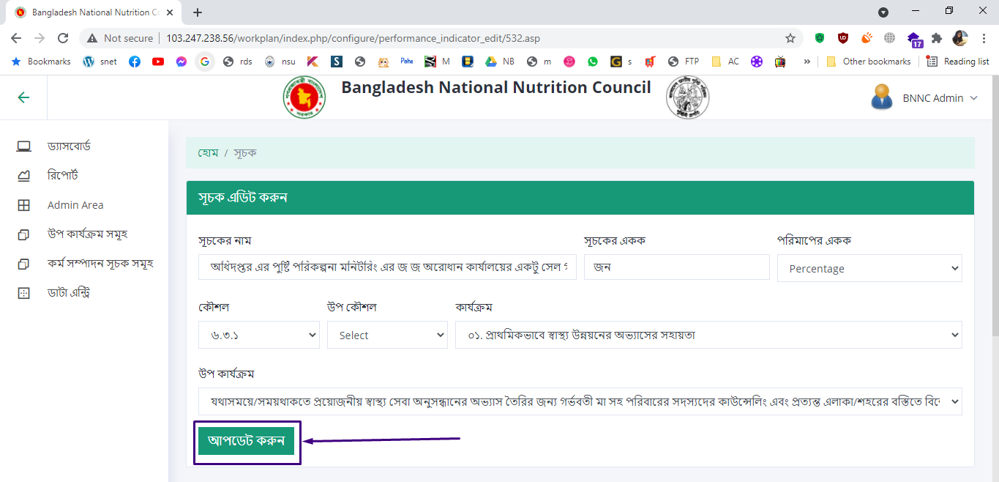 Bangladesh National Nutrition Co
Not secure | 103.247.238.56/workplan/index.php/configure/performance_indicator_edit/532.asp
17
Bookmarks snet rds nsu M NB m s FTP AC » Other bookmarks Reading list
Bangladesh National Nutrition Council
BNNC Admin
ড্যাসবোর্ড
রিপোর্ট
Admin Area
উপ কার্যক্রম সমূহ
কর্ম সম্পাদন সূচক সমূহ
ডাটা এন্ট্রি
হোম / সূচক
সূচক এডিট করুন
সূচকের নাম সূচকের একক পরিমাপের একক
অধিদপ্তর এর পুষ্টি পরিকল্পনা মনিটরিং এর জ জ অরোধান কার্যালয়ের একটু সেল জন Percentage
কৌশল উপ কৌশল কার্যক্রম
৬.৩.১ Select ০১. প্রাথমিকভাবে স্বাস্থ্য উন্নয়নের অভ্যাসের সহায়তা
উপ কার্যক্রম
যথাসময়ে/সময়থাকতে প্রয়োজনীয় স্বাস্থ্য সেবা অনুসন্ধানের অভ্যাস তৈরির জন্য গর্ভবতী মা সহ পরিবারের সদস্যদের কাউন্সেলিং এবং প্রত্যন্ত এলাকা/শহরের বস্তিতে
আপডেট করুন